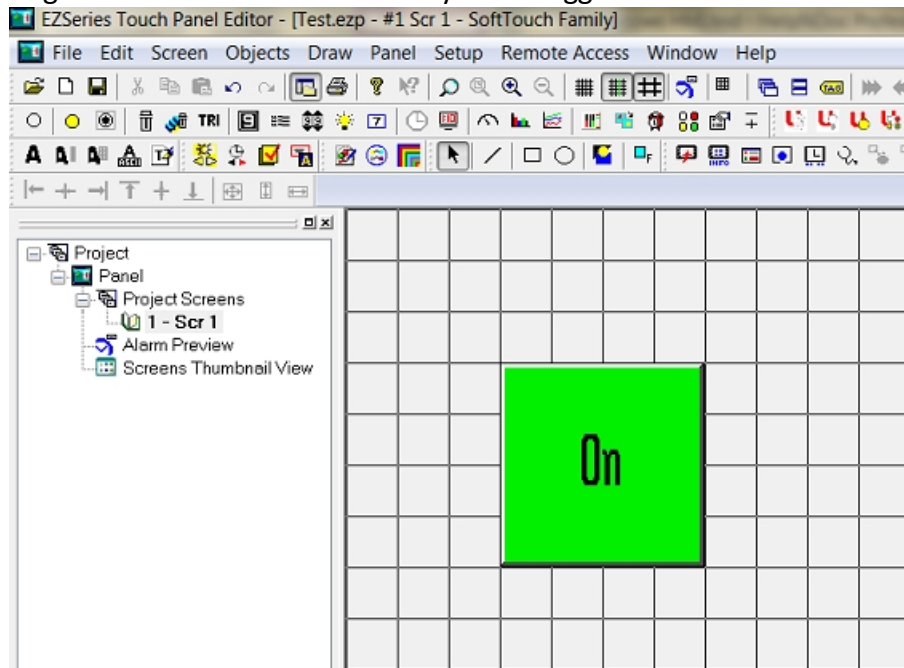 EZSeries Touch Panel Editor - [Test.ezp - #1 Scr 1 - SoftTouch Family]
File Edit Screen Objects Draw Panel Setup Remote Access Window Help
TRI
Project
Panel
Project Screens
1 - Scr 1
Alarm Preview
Screens Thumbnail View
On